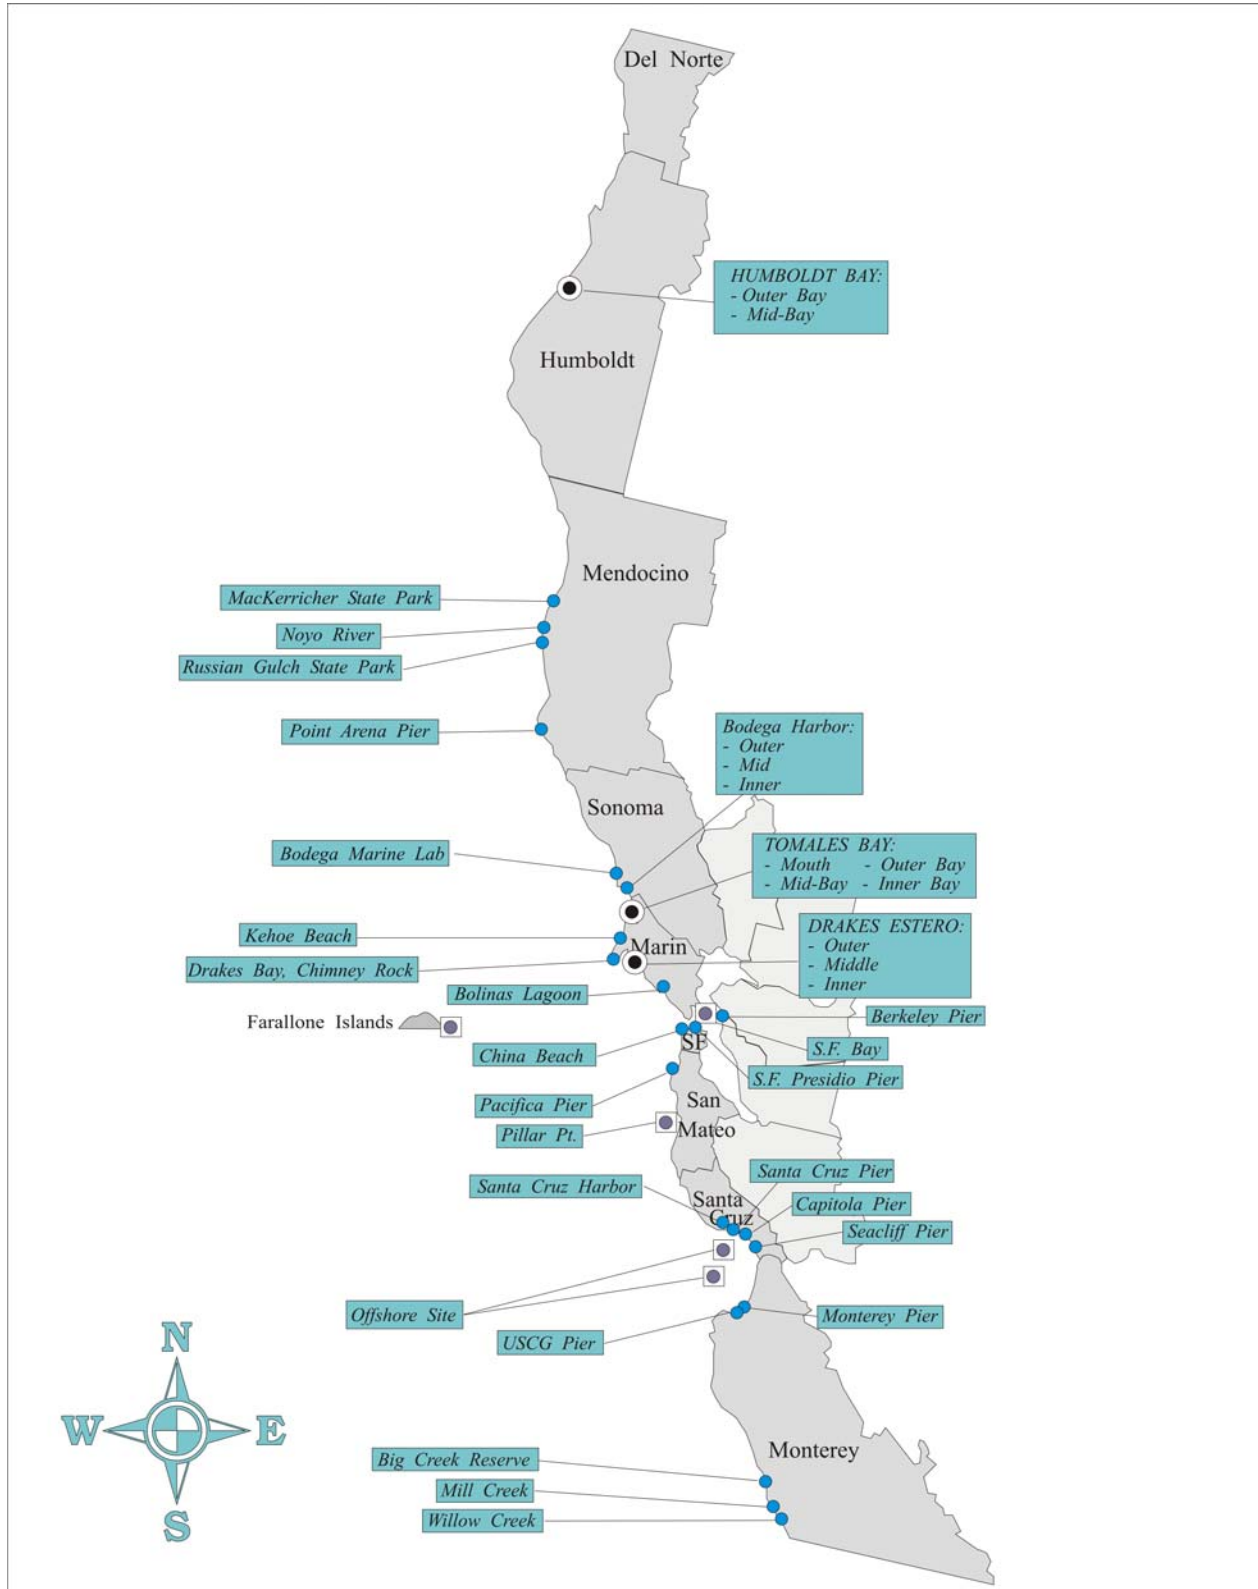 Del Norte
HUMBOLDT BAY:
- Outer Bay
- Mid-Bay
Humboldt
Mendocino
MacKerricher State Park
Noyo River
Russian Gulch State Park
Point Arena Pier
Bodega Harbor:
- Outer
- Mid
- Inner
Sonoma
TOMALES BAY:
- Mouth - Outer Bay
- Mid-Bay - Inner Bay
Bodega Marine Lab
Kehoe Beach
Marin
DRAKES ESTERO:
- Outer
- Middle
- Inner
Drakes Bay, Chimney Rock
Bolinas Lagoon
Farallone Islands
Berkeley Pier
SF
S.F. Bay
China Beach
S.F. Presidio Pier
Pacifica Pier
San
Mateo
Pillar Pt.
Santa Cruz Pier
Santa Cruz Harbor
Santa
Cruz
Capitola Pier
Seacliff Pier
Offshore Site
Monterey Pier
USCG Pier
N
W
E
S
Monterey
Big Creek Reserve
Mill Creek
Willow Creek